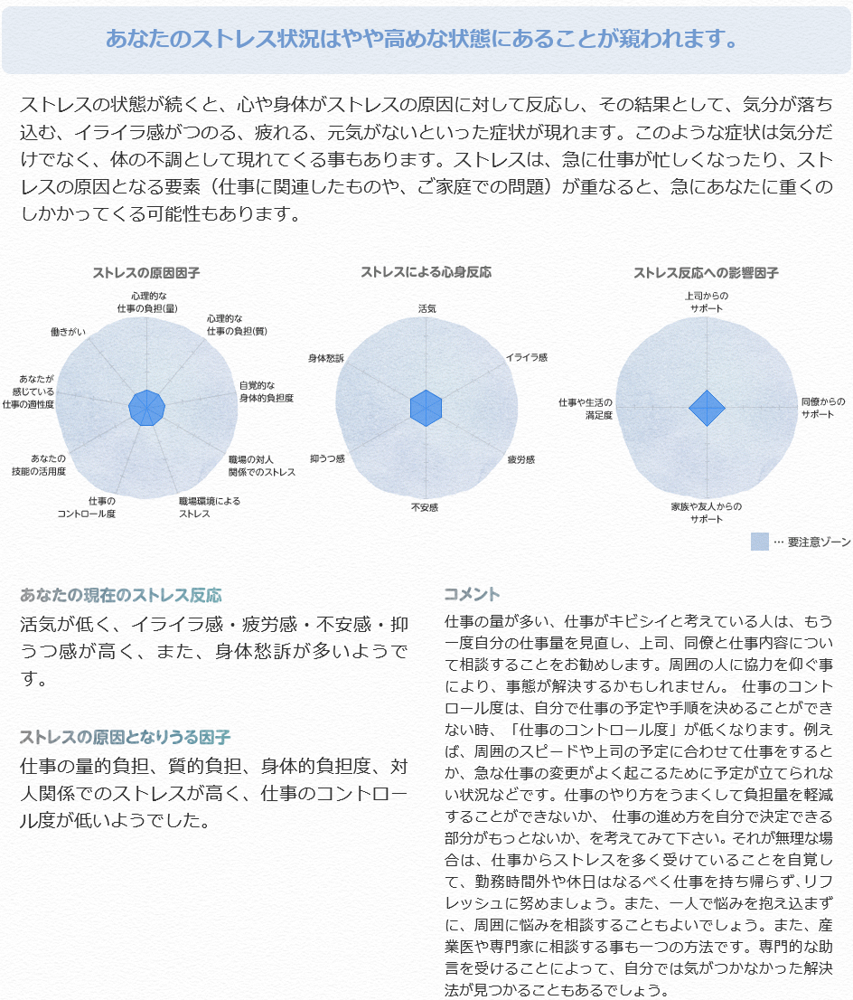 あなたのストレス状況はやや高めな状態にあることが窺われます。
ストレスの状態が続くと、心や身体がストレスの原因に対して反応し、その結果として、気分が落ち
込む、イライラ感がつのる、疲れる、元気がないといった症状が現れます。このような症状は気分だ
けでなく、体の不調として現れてくる事もあります。ストレスは、急に仕事が忙しくなったり、スト
レスの原因となる要素（仕事に関連したものや、ご家庭での問題）が重なると、急にあなたに重くの
しかかってくる可能性もあります。
ストレスの原因因子
心理的な
仕事の負担(量)
心理的な
仕事の負担(質)
自覚的な
身体的負担度
職場の対人
関係でのストレス
職場環境による
ストレス
仕事の
コントロール度
あなたの
技能の活用度
あなたが
感じている
仕事の適性度
働きがい
ストレスによる心身反応
活気
イライラ感
疲労感
不安感
抑うつ感
身体愁訴
ストレス反応への影響因子
上司からの
サポート
同僚からの
サポート
家族や友人からの
サポート
仕事や生活の
満足度
… 要注意ゾーン
あなたの現在のストレス反応
活気が低く、イライラ感・疲労感・不安感・抑
うつ感が高く、また、身体愁訴が多いようで
す。
ストレスの原因となりうる因子
仕事の量的負担、質的負担、身体的負担度、対
人関係でのストレスが高く、仕事のコントロー
ル度が低いようでした。
コメント
仕事の量が多い、仕事がキビシイと考えている人は、もう
一度自分の仕事量を見直し、上司、同僚と仕事内容につい
て相談することをお勧めします。周囲の人に協力を仰ぐ事
により、事態が解決するかもしれません。 仕事のコント
ロール度は、自分で仕事の予定や手順を決めることができ
ない時、「仕事のコントロール度」が低くなります。例え
ば、周囲のスピードや上司の予定に合わせて仕事をすると
か、急な仕事の変更がよく起こるために予定が立てられな
い状況などです。仕事のやり方をうまくして負担量を軽減
することができないか、 仕事の進め方を自分で決定できる
部分がもっとないか、を考えてみて下さい。それが無理な場
合は、仕事からストレスを多く受けていることを自覚し
て、勤務時間外や休日はなるべく仕事を持ち帰らず､リフ
レッシュに努めましょう。また、一人で悩みを抱え込まず
に、周囲に悩みを相談することもよいでしょう。また、産
業医や専門家に相談する事も一つの方法です。専門的な助
言を受けることによって、自分では気がつかなかった解決
法が見つかることもあるでしょう。